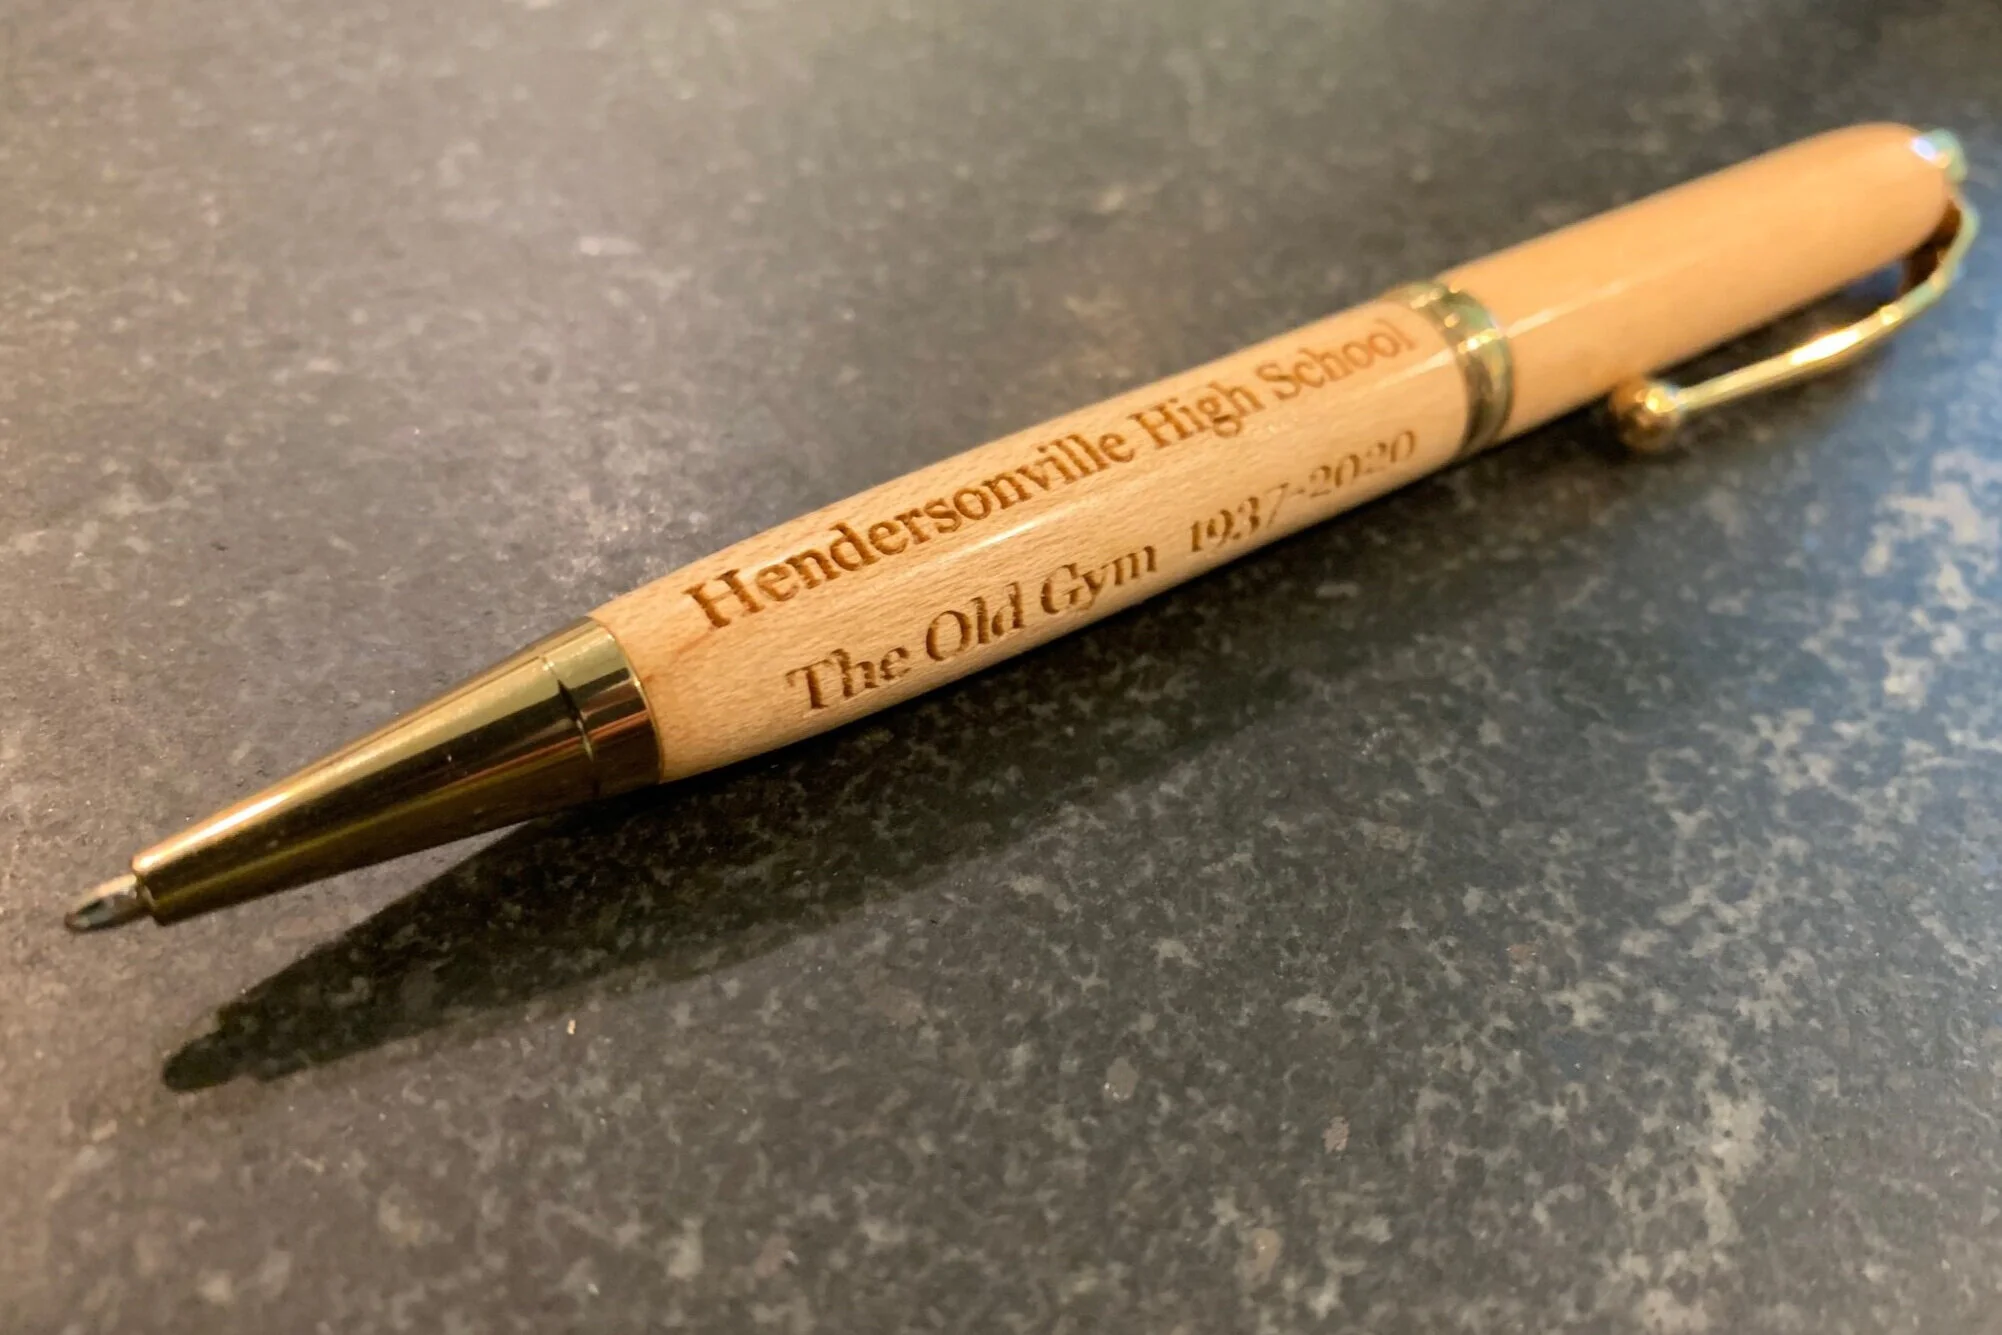 Hendersonville High School
The Old Gym 1937-2020